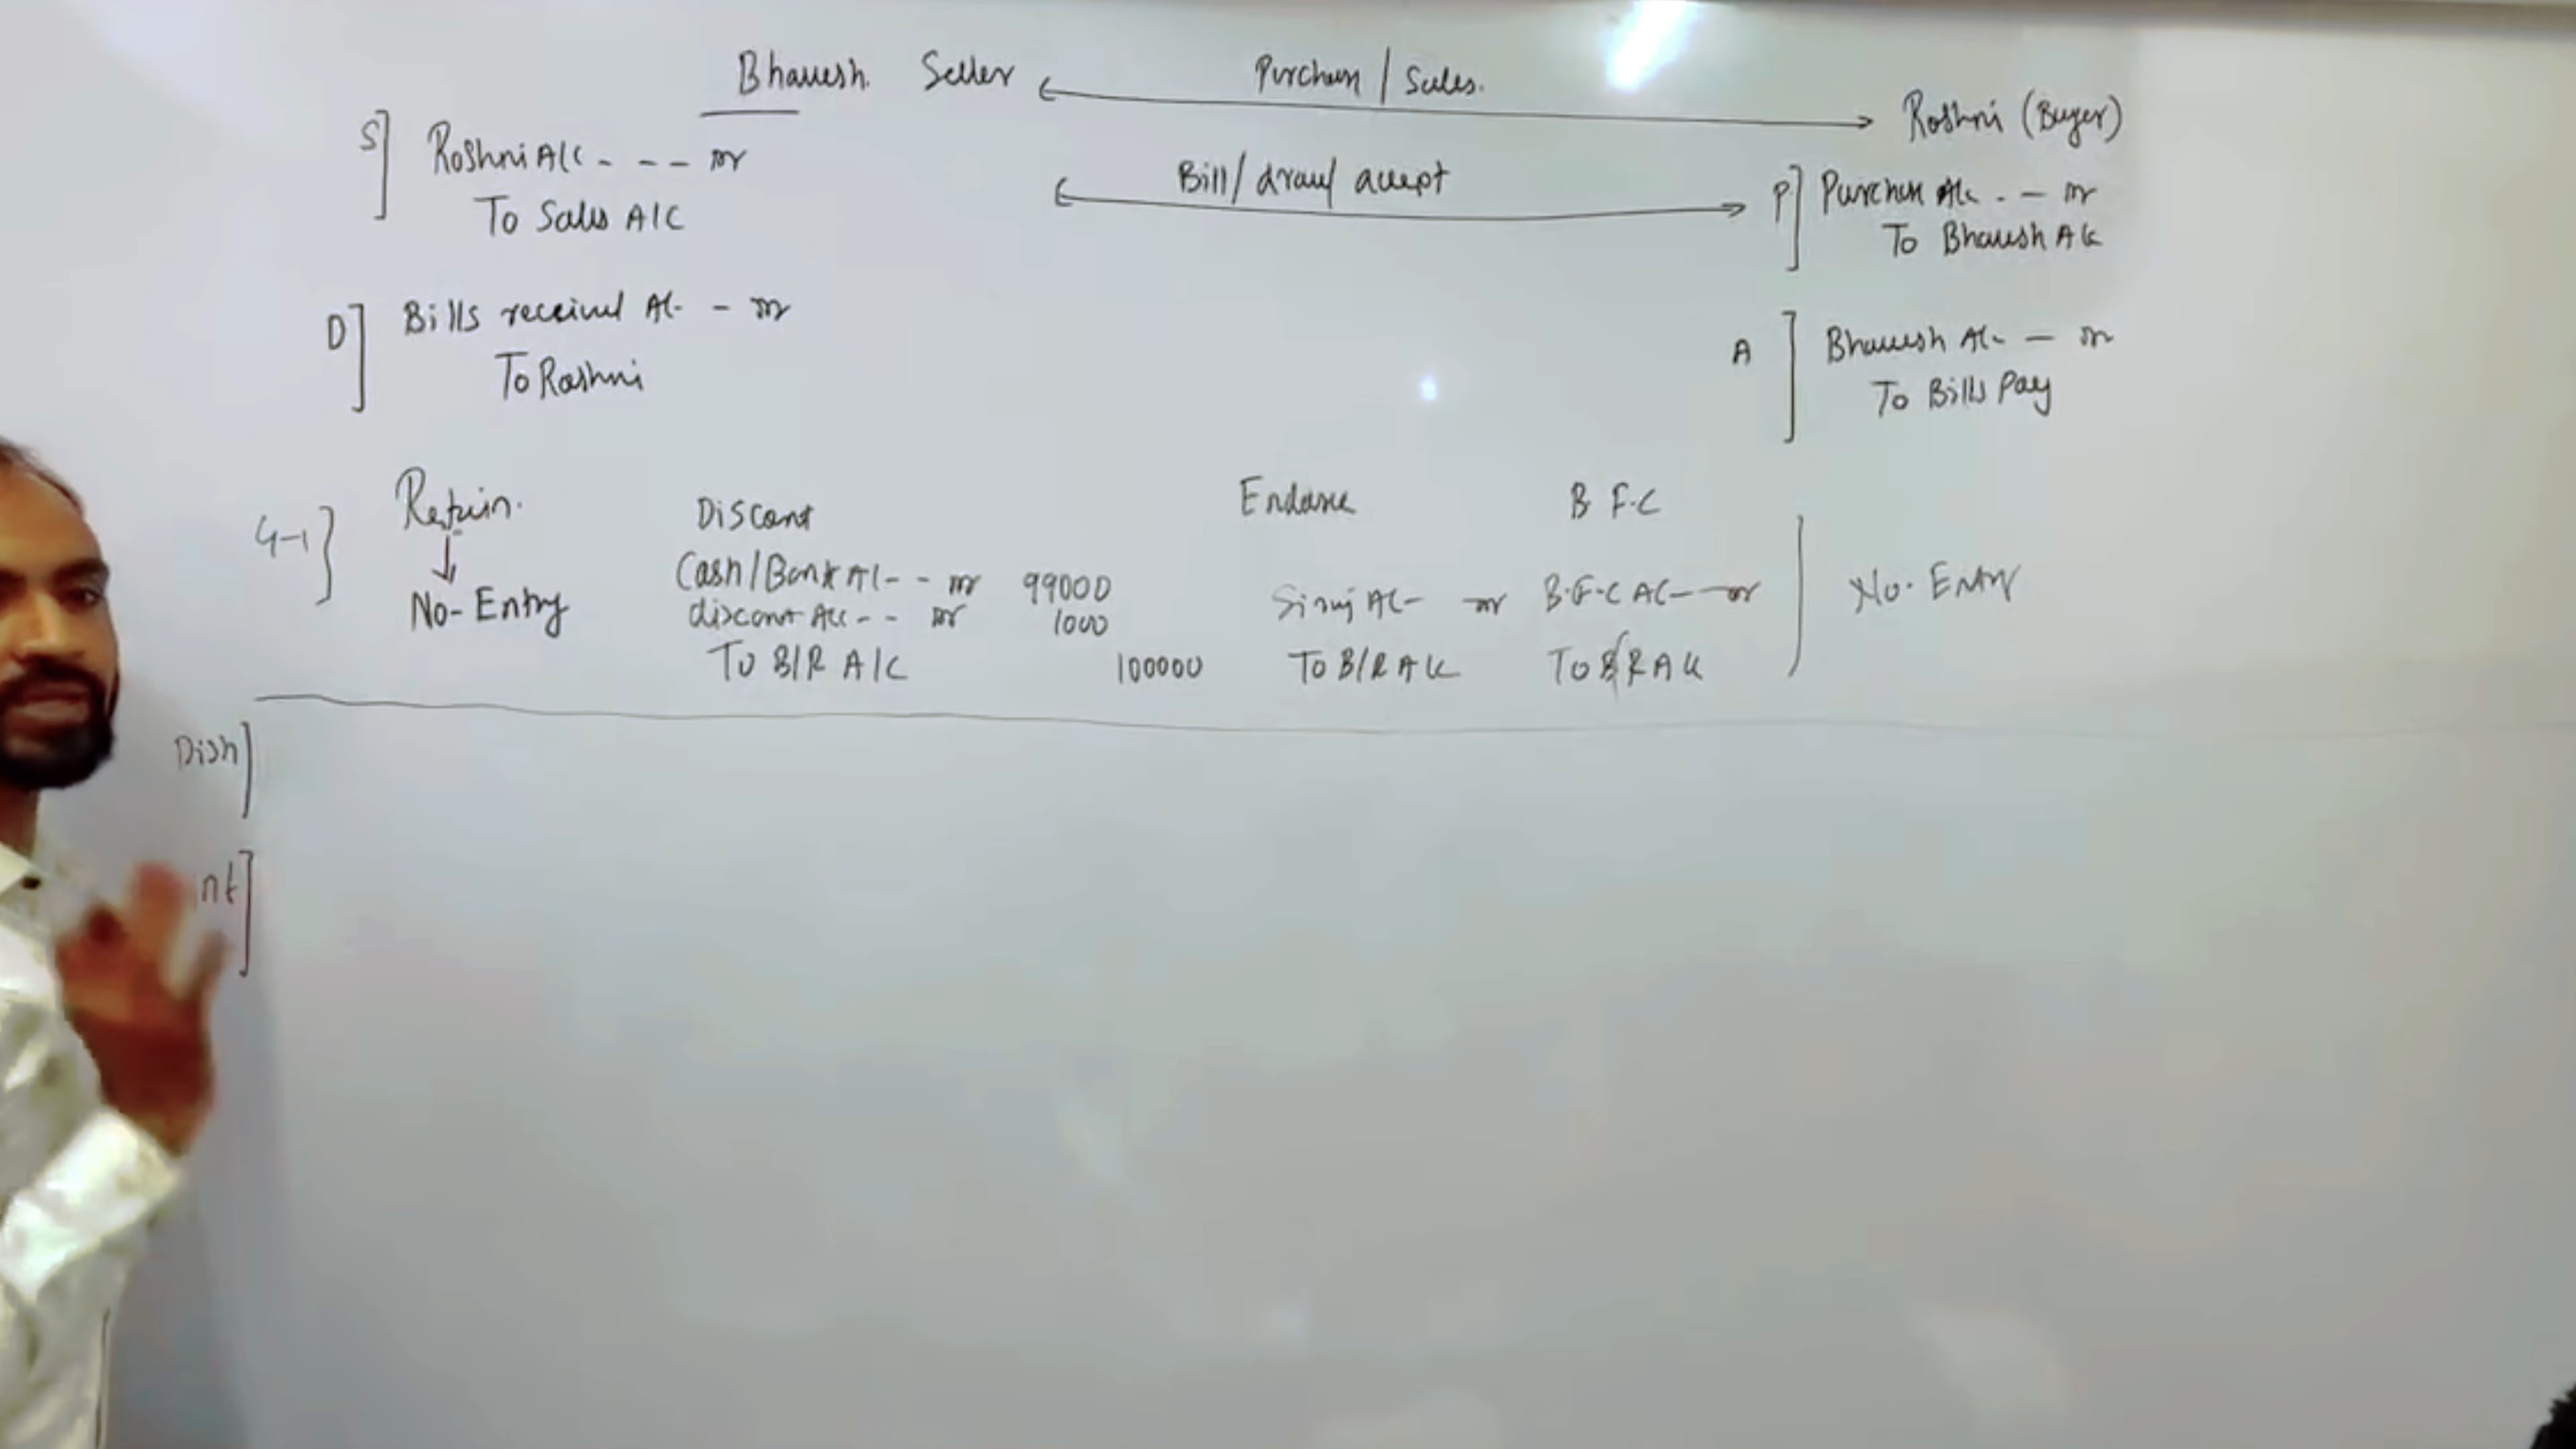 Bhavesh. Seller Purchase / Sales. Roshni (Buyer)
S] Roshni A/C - - - Dr
To Sales A/C
Bill/ draw/ accept
P] Purchase A/c - - Dr
To Bhavesh A/c
D] Bills received A/c - - Dr
To Roshni
A ] Bhavesh A/c - Dr
To Bills Pay
4-1] Retain. Discount Endorse B F.C
No-Entry
Cash/Bank A/c - - Dr 99000
discount A/c - - Dr 1000
To B/R A/C 100000
A/c - Dr
To B/R A/c
B.F.C A/c - Dr
To B/R A/c
No. Entry
Dish]
nt]